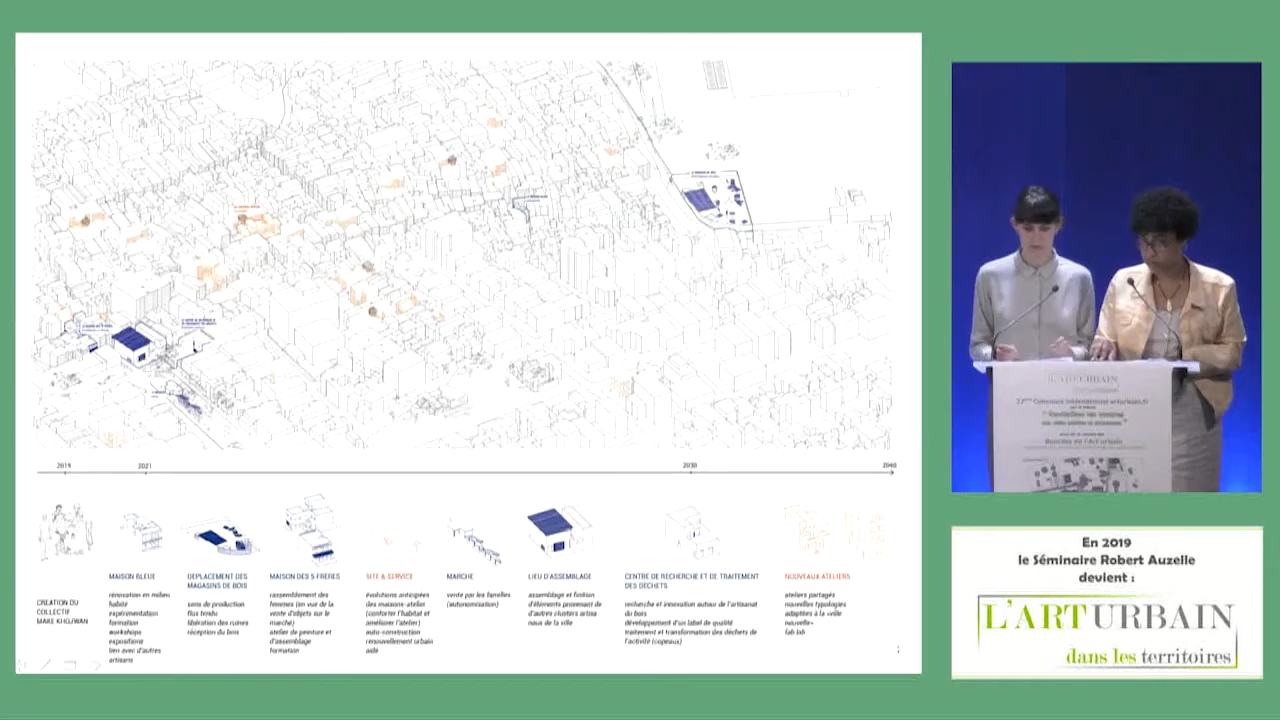 2019
2021
2030
2040
CREATION DU
COLLECTIF
MAKE KHOJWAN
MAISON BLEUE
rénovation en milieu
habité
expérimentation
formation
workshops
expositions
lien avec d'autres
artisans
DEPLACEMENT DES
MAGASINS DE BOIS
sens de production
plus tendu
libération des ruines
réception du bois
MAISON DES 5 FRERES
rassemblement des
femmes (en vue de la
vente d'objets sur le
marché)
atelier de peinture et
d'assemblage
formation
SITE & SERVICE
évolutions anticipées
(les maisons-atelier
(conforter l'habitat et
améliorer l'atelier)
auto-construction
renouvellement urbain
aidé
MARCHE
vente par les familles
(autonomisation)
LIEU D'ASSEMBLAGE
assemblage et finition
d'éléments provenant de
d'autres clusters artisa
naux de la ville
CENTRE DE RECHERCHE ET DE TRAITEMENT
DES DECHETS
recherche et innovation autour de l'artisanat
du bois
développement d'un label de qualité
traitement et transformation des déchets de
l'activité (copeaux)
NOUVEAUX ATELIERS
ateliers partagés
nouvelles typologies
adaptées à la «ville
nouvelle»
fab lab
L'ART URBAIN
En 2019
le Séminaire Robert Auzelle
devient :
L'ARTURBAIN
dans les territoires